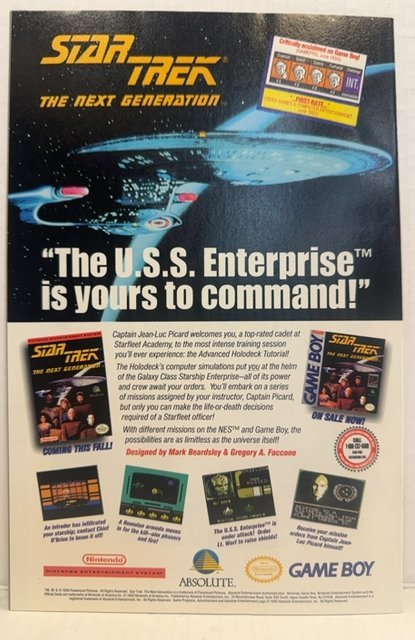 STAR TREK®
THE NEXT GENERATION™
Critically acclaimed on Game Boy!
INT.
"...FIRST-RATE..."
"The U.S.S. Enterprise™
is yours to command!"
Captain Jean-Luc Picard welcomes you, a top-rated cadet at
Starfleet Academy, to the most intense training session
you'll ever experience: the Advanced Holodeck Tutorial!
The Holodeck's computer simulations put you at the helm
of the Galaxy Class Starship Enterprise—all of its power
and crew await your orders. You'll embark on a series
of missions assigned by your instructor, Captain Picard,
but only you can make the life-or-death decisions
required of a Starfleet officer!
With different missions on the NES™ and Game Boy, the
possibilities are as limitless as the universe itself!
Designed by Mark Beardsley & Gregory A. Faccone
STAR TREK
THE NEXT GENERATION
COMING THIS FALL!
GAME BOY
STAR TREK
THE NEXT GENERATION
ON SALE NOW!
CALL
An intruder has infiltrated
your starship; contact Chief
O'Brien to beam it off!
A Romulan armada moves
in for the kill—aim phasers
and fire!
The U.S.S. Enterprise™ is
under attack! Order
Lt. Worf to raise shields!
Receive your mission
orders from Captain Jean-
Luc Picard himself!
Nintendo
NINTENDO ENTERTAINMENT SYSTEM®
ABSOLUTE
GAME BOY